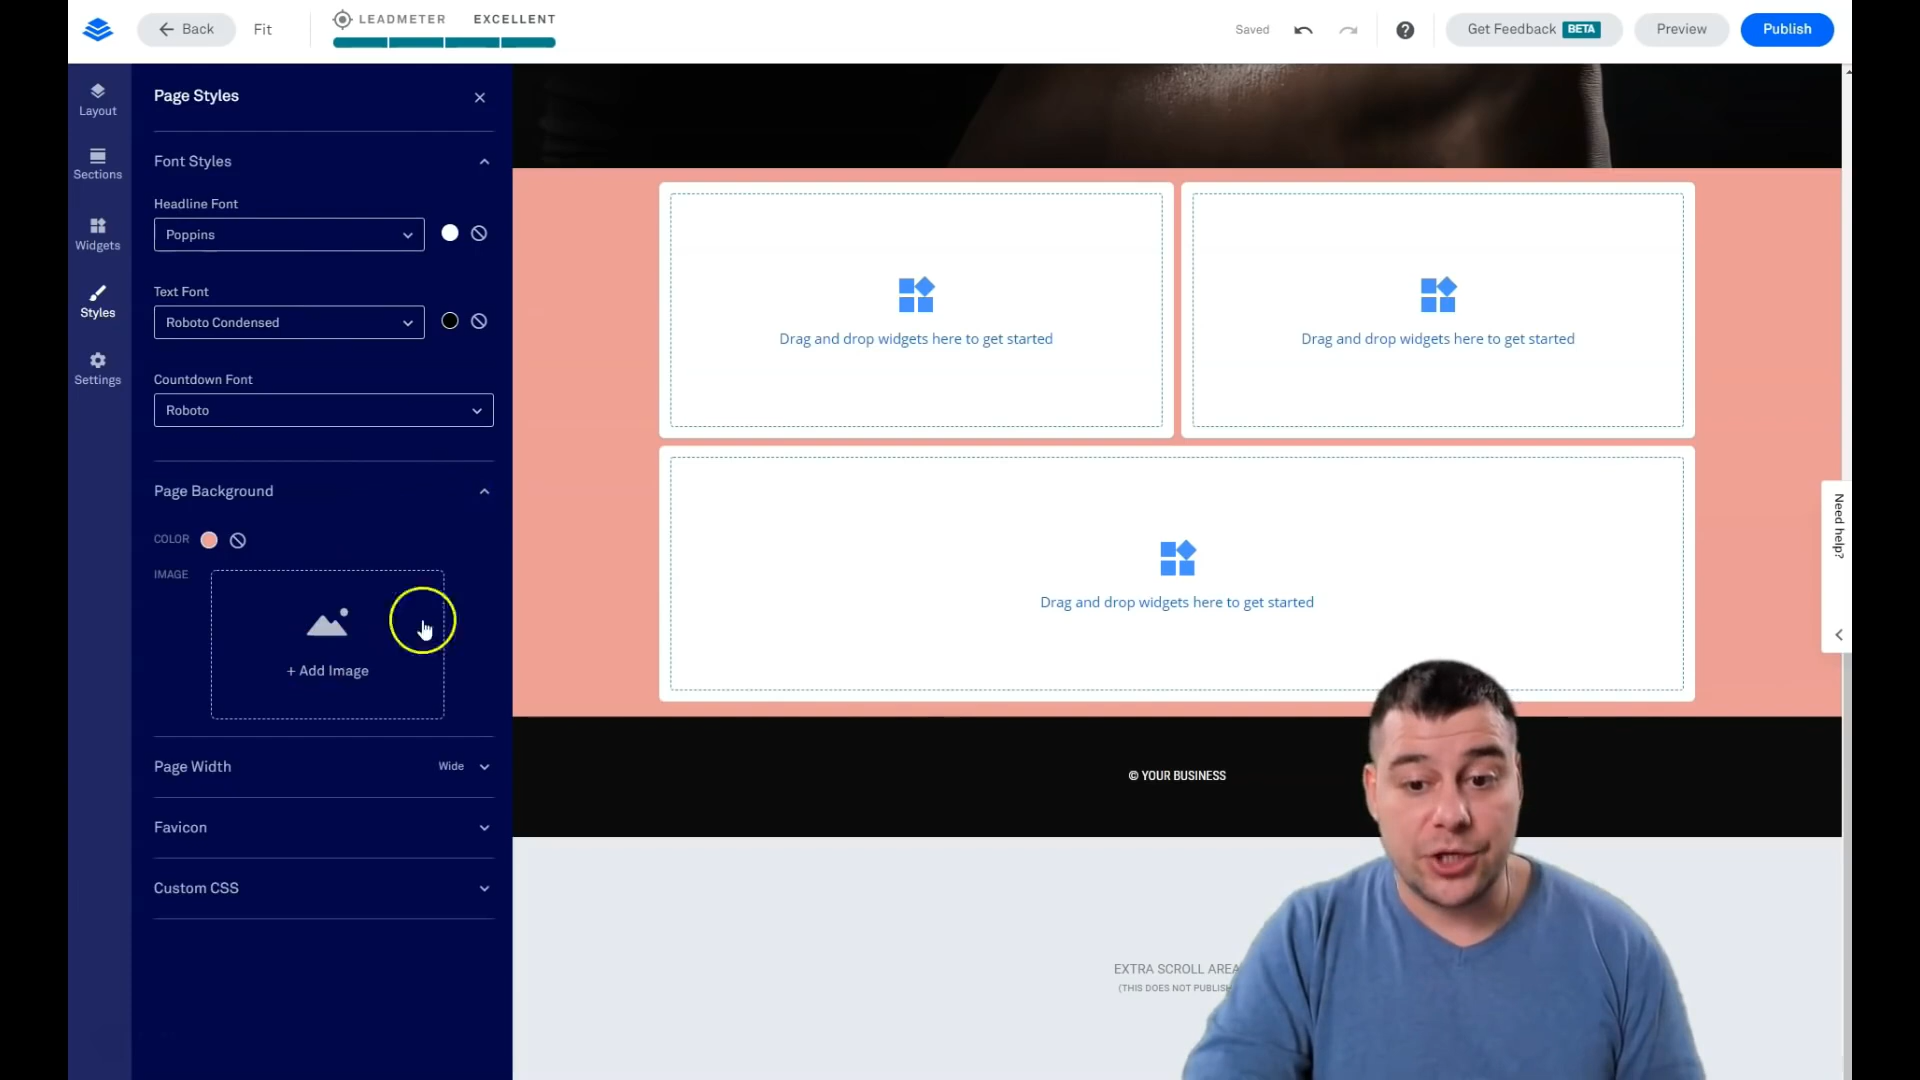 Back
Fit
LEADMETER EXCELLENT
Saved
Get Feedback BETA
Preview
Publish
Layout
Sections
Widgets
Styles
Settings
Page Styles
Font Styles
Headline Font
Poppins
Text Font
Roboto Condensed
Countdown Font
Roboto
Page Background
COLOR
IMAGE
+ Add Image
Page Width Wide
Favicon
Custom CSS
Drag and drop widgets here to get started
Drag and drop widgets here to get started
Drag and drop widgets here to get started
© YOUR BUSINESS
EXTRA SCROLL AREA
(THIS DOES NOT PUBLISH
Need help?